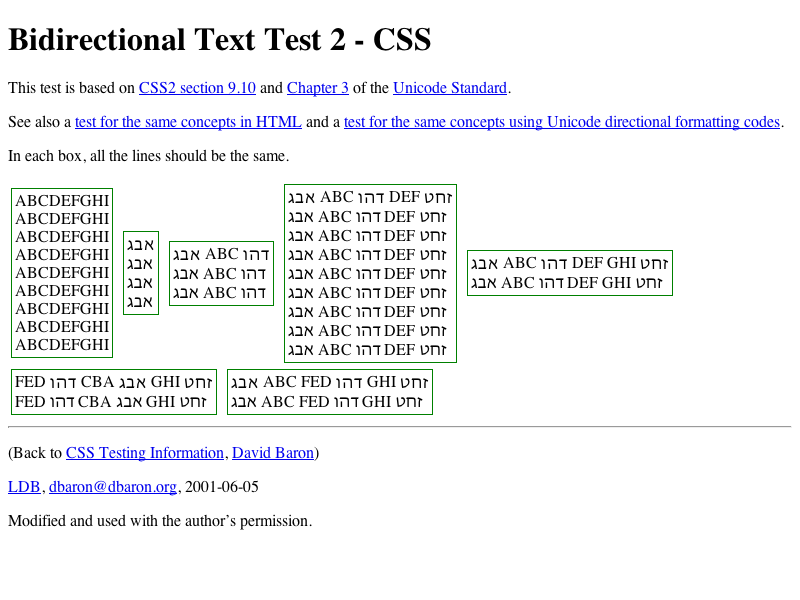 Bidirectional Text Test 2 - CSS
This test is based on CSS2 section 9.10 and Chapter 3 of the Unicode Standard.
See also a test for the same concepts in HTML and a test for the same concepts using Unicode directional formatting codes.
In each box, all the lines should be the same.
ABCDEFGHI
ABCDEFGHI
ABCDEFGHI
ABCDEFGHI
ABCDEFGHI
ABCDEFGHI
ABCDEFGHI
ABCDEFGHI
ABCDEFGHI
אבג
אבג
אבג
אבג
אבג ABC דהו
אבג ABC דהו
אבג ABC דהו
אבג ABC דהו DEF זחט
אבג ABC דהו DEF זחט
אבג ABC דהו DEF זחט
אבג ABC דהו DEF זחט
אבג ABC דהו DEF זחט
אבג ABC דהו DEF זחט
אבג ABC דהו DEF זחט
אבג ABC דהו DEF זחט
אבג ABC דהו DEF זחט
אבג ABC דהו DEF GHI זחט
אבג ABC דהו DEF GHI זחט
FED דהו CBA אבג GHI זחט
FED דהו CBA אבג GHI זחט
אבג ABC FED דהו GHI זחט
אבג ABC FED דהו GHI זחט
(Back to CSS Testing Information, David Baron)
LDB, dbaron@dbaron.org, 2001-06-05
Modified and used with the author's permission.